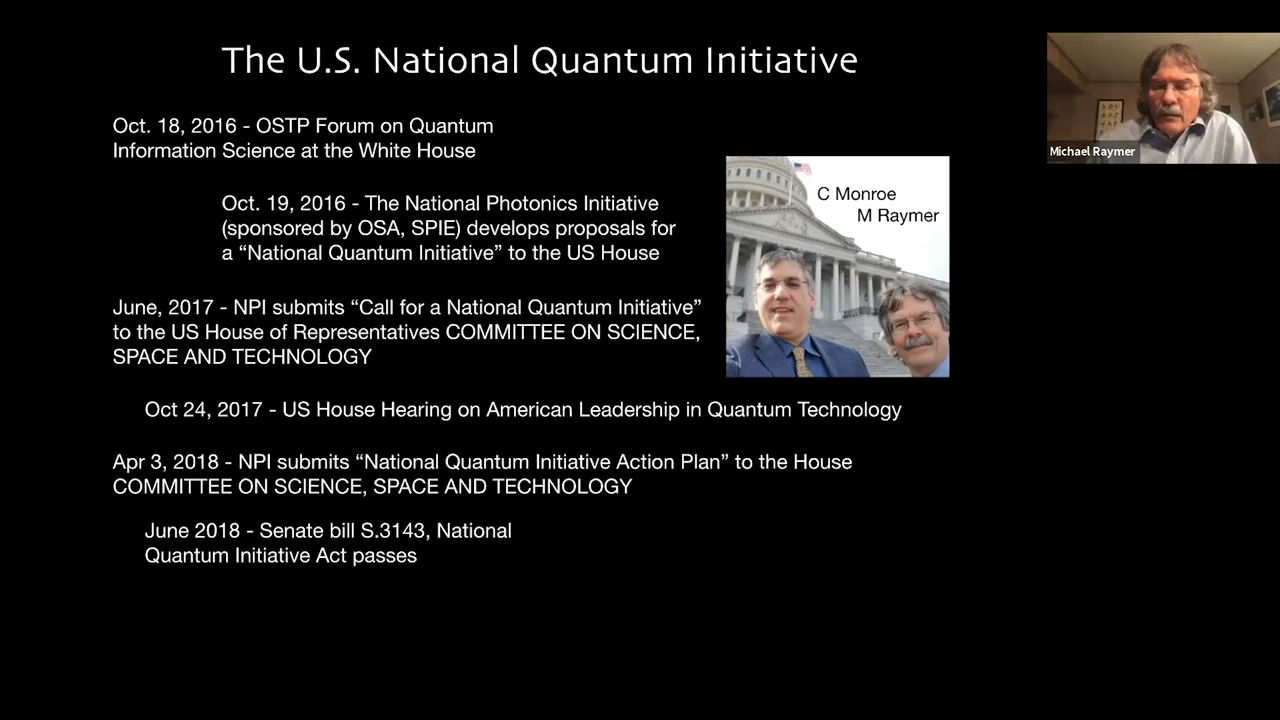 The U.S. National Quantum Initiative
Oct. 18, 2016 - OSTP Forum on Quantum
Information Science at the White House
Oct. 19, 2016 - The National Photonics Initiative
(sponsored by OSA, SPIE) develops proposals for
a “National Quantum Initiative” to the US House
June, 2017 - NPI submits “Call for a National Quantum Initiative”
to the US House of Representatives COMMITTEE ON SCIENCE,
SPACE AND TECHNOLOGY
C Monroe
M Raymer
Oct 24, 2017 - US House Hearing on American Leadership in Quantum Technology
Apr 3, 2018 - NPI submits “National Quantum Initiative Action Plan” to the House
COMMITTEE ON SCIENCE, SPACE AND TECHNOLOGY
June 2018 - Senate bill S.3143, National
Quantum Initiative Act passes
Michael Raymer